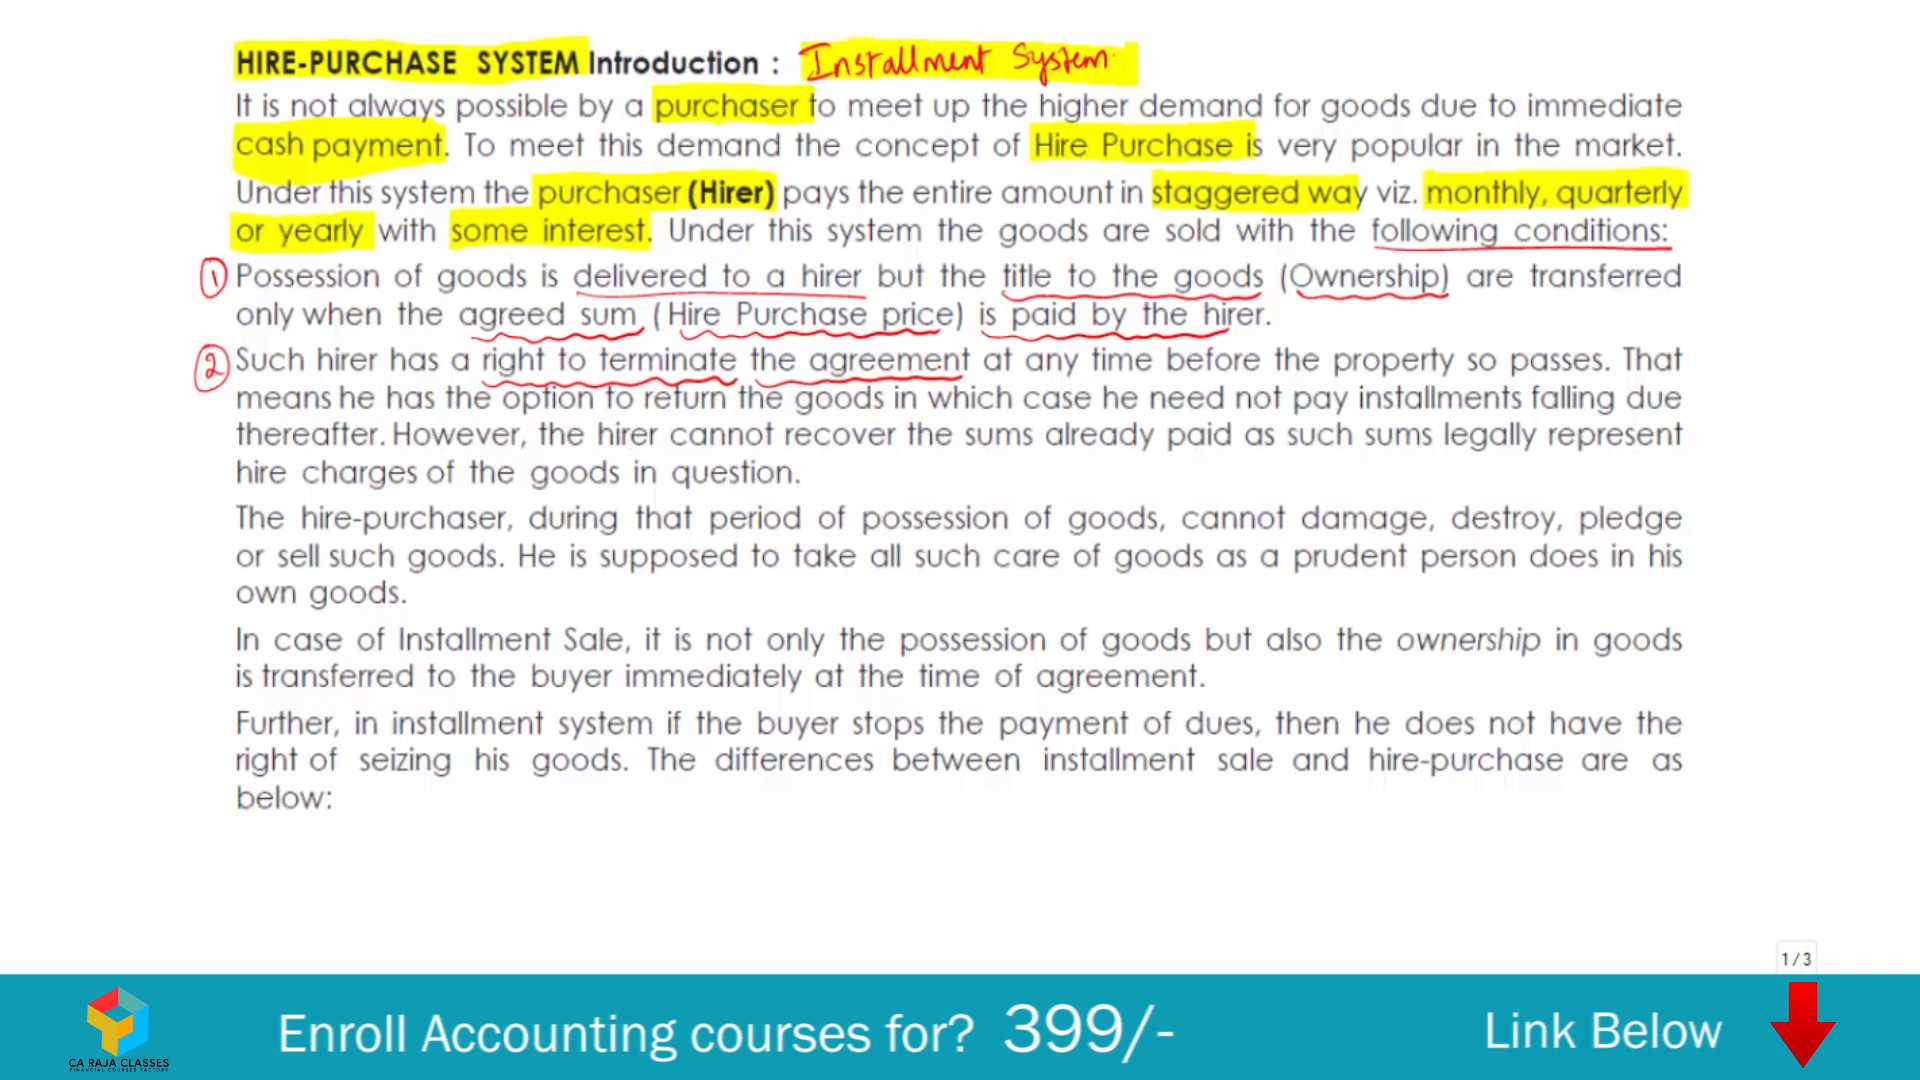 HIRE-PURCHASE SYSTEM Introduction : Installment System
It is not always possible by a purchaser to meet up the higher demand for goods due to immediate
cash payment. To meet this demand the concept of Hire Purchase is very popular in the market.
Under this system the purchaser (Hirer) pays the entire amount in staggered way viz. monthly, quarterly
or yearly with some interest. Under this system the goods are sold with the following conditions:
① Possession of goods is delivered to a hirer but the title to the goods (Ownership) are transferred
only when the agreed sum (Hire Purchase price) is paid by the hirer.
② Such hirer has a right to terminate the agreement at any time before the property so passes. That
means he has the option to return the goods in which case he need not pay installments falling due
thereafter. However, the hirer cannot recover the sums already paid as such sums legally represent
hire charges of the goods in question.
The hire-purchaser, during that period of possession of goods, cannot damage, destroy, pledge
or sell such goods. He is supposed to take all such care of goods as a prudent person does in his
own goods.
In case of Installment Sale, it is not only the possession of goods but also the ownership in goods
is transferred to the buyer immediately at the time of agreement.
Further, in installment system if the buyer stops the payment of dues, then he does not have the
right of seizing his goods. The differences between installment sale and hire-purchase are as
below:
1/3
Enroll Accounting courses for? 399/- Link Below
CA RAJA CLASSES
FINANCIAL COURSES FACTORY